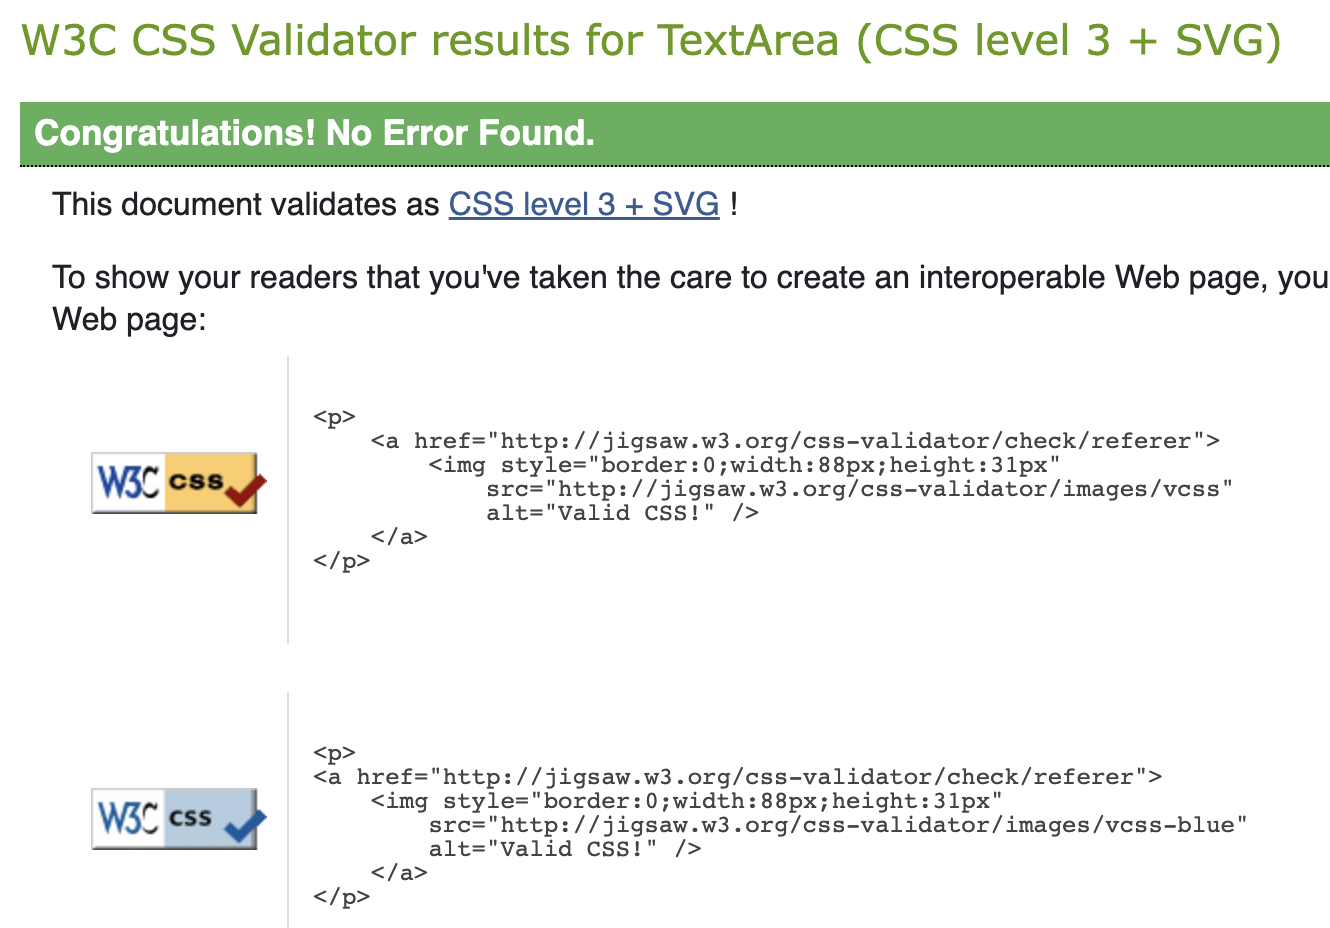 W3C CSS Validator results for TextArea (CSS level 3 + SVG)
Congratulations! No Error Found.
This document validates as CSS level 3 + SVG !
To show your readers that you've taken the care to create an interoperable Web page, you
Web page:
W3C css
<p>
    <a href="http://jigsaw.w3.org/css-validator/check/referer">
        <img style="border:0;width:88px;height:31px"
            src="http://jigsaw.w3.org/css-validator/images/vcss"
            alt="Valid CSS!" />
    </a>
</p>
W3C css
<p>
<a href="http://jigsaw.w3.org/css-validator/check/referer">
    <img style="border:0;width:88px;height:31px"
        src="http://jigsaw.w3.org/css-validator/images/vcss-blue"
        alt="Valid CSS!" />
    </a>
</p>